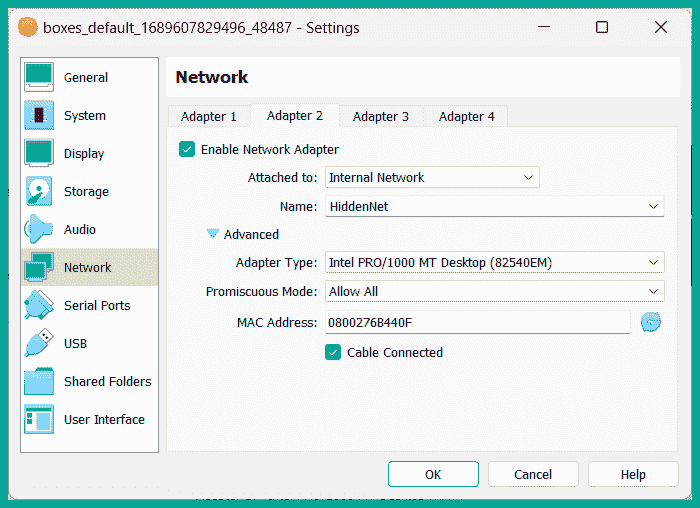 boxes_default_1689607829496_48487 - Settings
General
System
Display
Storage
Audio
Network
Serial Ports
USB
Shared Folders
User Interface
Network
Adapter 1 Adapter 2 Adapter 3 Adapter 4
Enable Network Adapter
Attached to: Internal Network
Name: HiddenNet
Advanced
Adapter Type: Intel PRO/1000 MT Desktop (82540EM)
Promiscuous Mode: Allow All
MAC Address: 0800276B440F
Cable Connected
OK Cancel Help